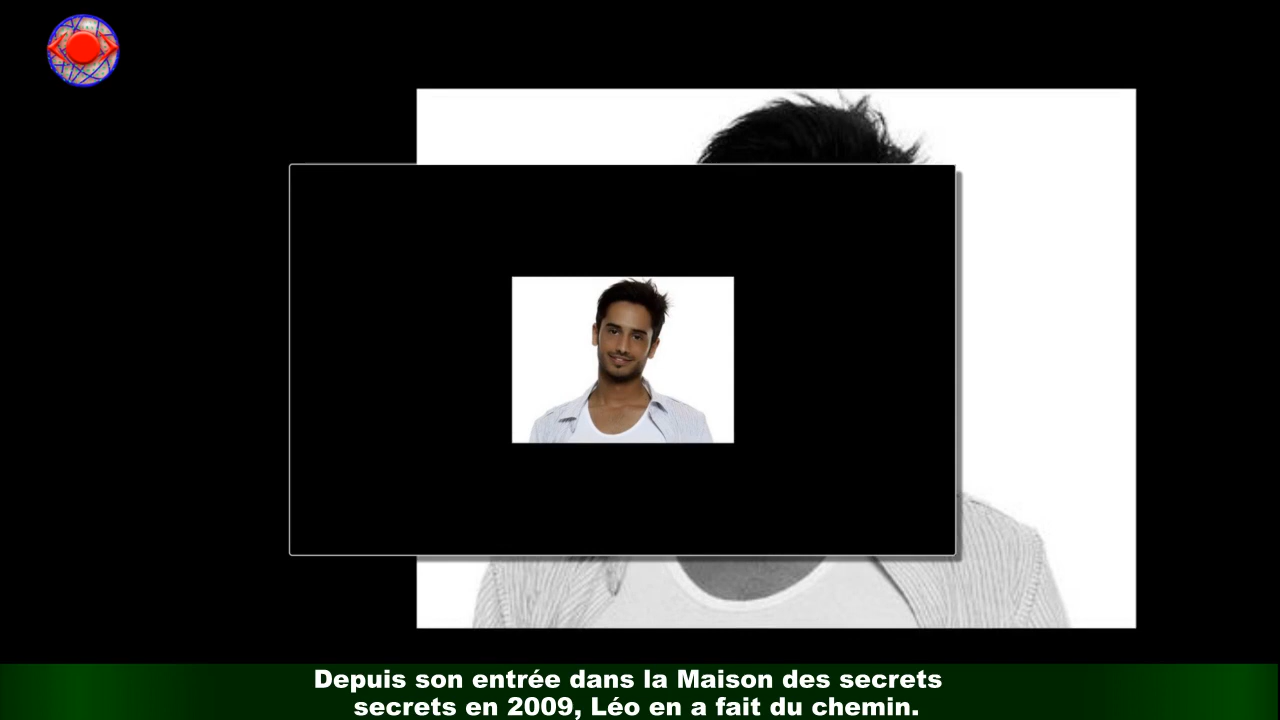 Depuis son entrée dans la Maison des secrets
secrets en 2009, Léo en a fait du chemin.